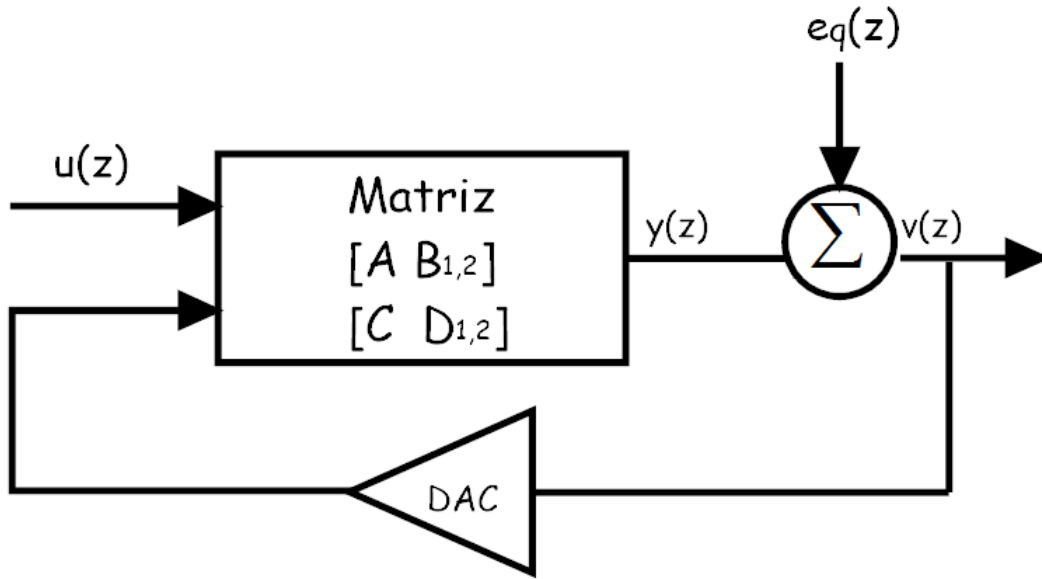 eq(z)
u(z)
Matriz
[A B1,2]
[C D1,2]
y(z)
Σ
v(z)
DAC